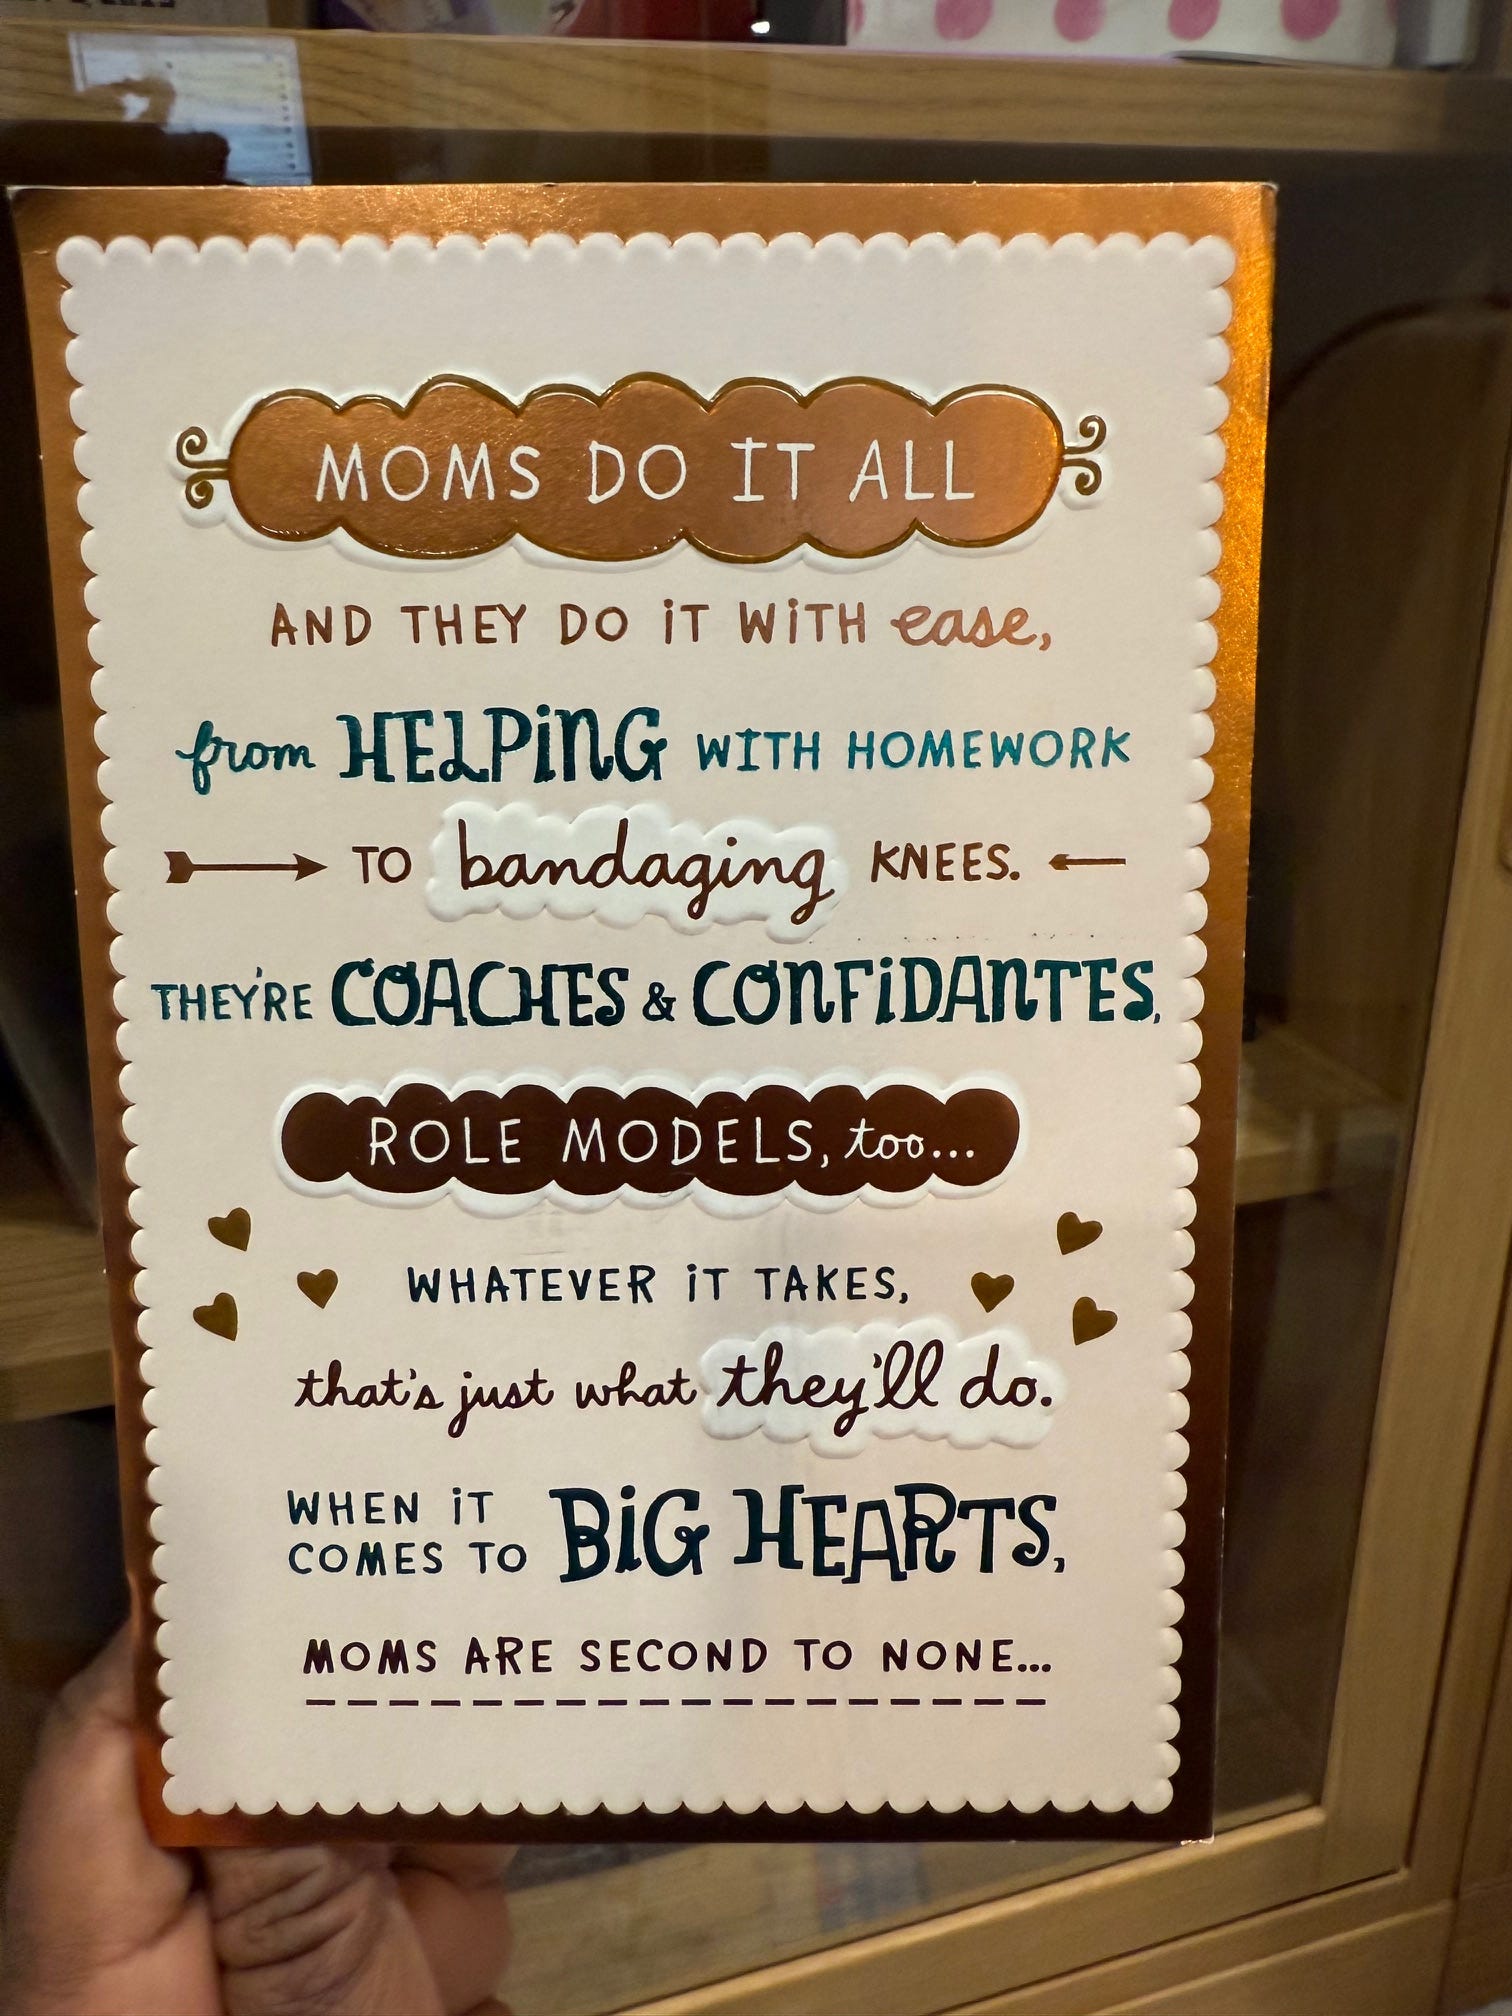 MOMS DO IT ALL
AND THEY DO iT WiTH ease,
from HELPiNG WITH HOMEWORK
TO bandaging KNEES.
THEY'RE COACHES & CONFiDANTES,
ROLE MODELS, too...
WHATEVER iT TAKES,
that's just what they'll do.
WHEN iT
COMES TO BiG HEARTS,
MOMS ARE SECOND TO NONE...